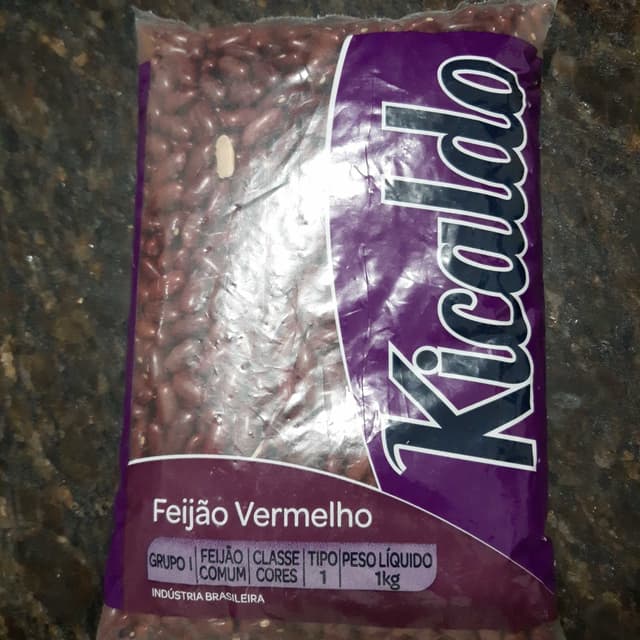 Kicaldo
Feijão Vermelho
GRUPO I | FEIJÃO COMUM | CLASSE CORES | TIPO 1 | PESO LÍQUIDO 1kg
INDÚSTRIA BRASILEIRA